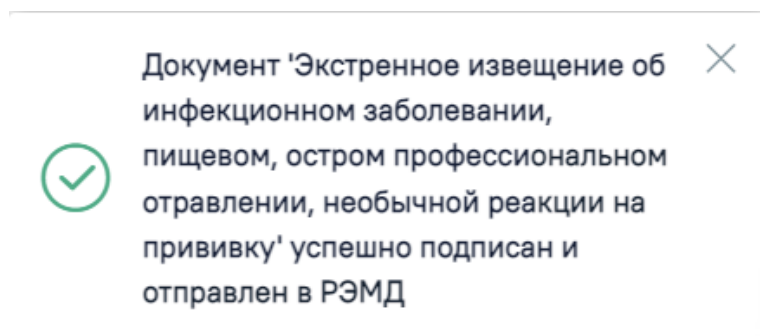 Документ 'Экстренное извещение об
инфекционном заболевании,
пищевом, остром профессиональном
отравлении, необычной реакции на
прививку' успешно подписан и
отправлен в РЭМД